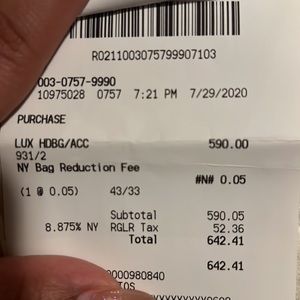 R0211003075799907103
003-0757-9990
10975028 0757 7:21 PM 7/29/2020
PURCHASE
LUX HDBG/ACC 590.00
931/2
NY Bag Reduction Fee
#N# 0.05
(1 @ 0.05) 43/33
Subtotal 590.05
8.875% NY RGLR Tax 52.36
Total 642.41
642.41
0000980840